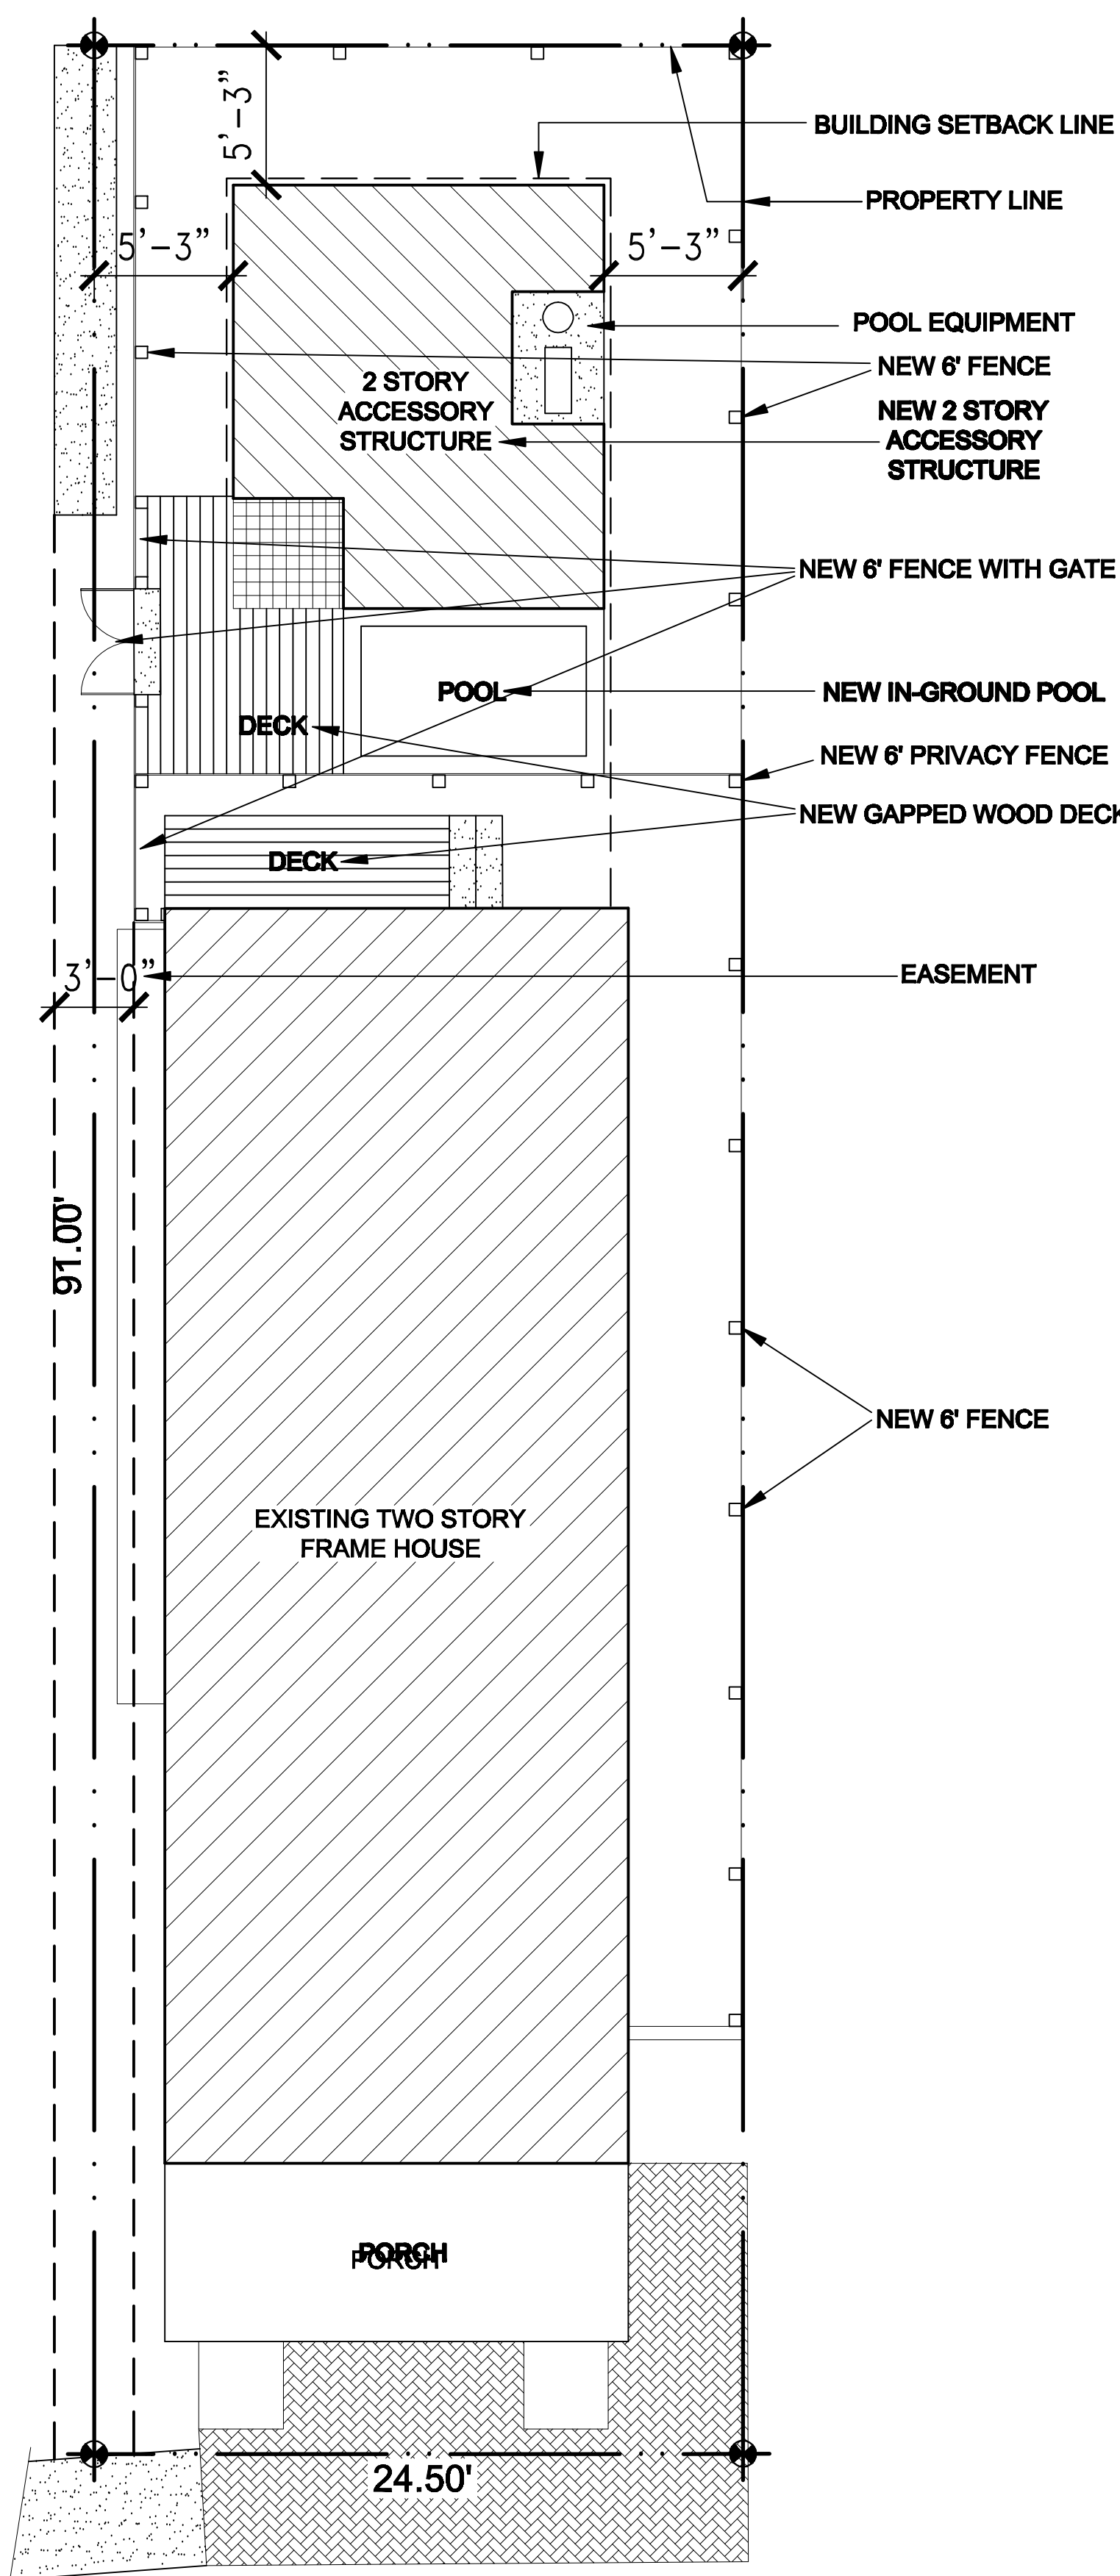 5'-3"
BUILDING SETBACK LINE
PROPERTY LINE
5'-3"
5'-3"
POOL EQUIPMENT
NEW 6' FENCE
2 STORY
ACCESSORY
STRUCTURE
NEW 2 STORY
ACCESSORY
STRUCTURE
NEW 6' FENCE WITH GATE
POOL
NEW IN-GROUND POOL
DECK
NEW 6' PRIVACY FENCE
NEW GAPPED WOOD DECK
DECK
3'-0"
EASEMENT
91.00'
NEW 6' FENCE
EXISTING TWO STORY
FRAME HOUSE
PORCH
PORCH
24.50'